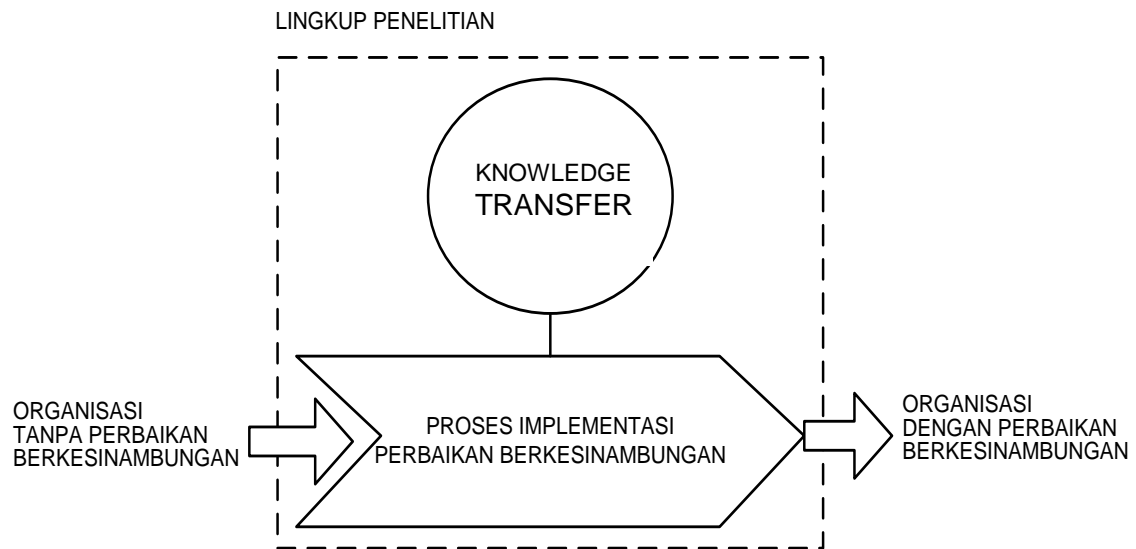 LINGKUP PENELITIAN
KNOWLEDGE
TRANSFER
ORGANISASI
TANPA PERBAIKAN
BERKESINAMBUNGAN
PROSES IMPLEMENTASI
PERBAIKAN BERKESINAMBUNGAN
ORGANISASI
DENGAN PERBAIKAN
BERKESINAMBUNGAN